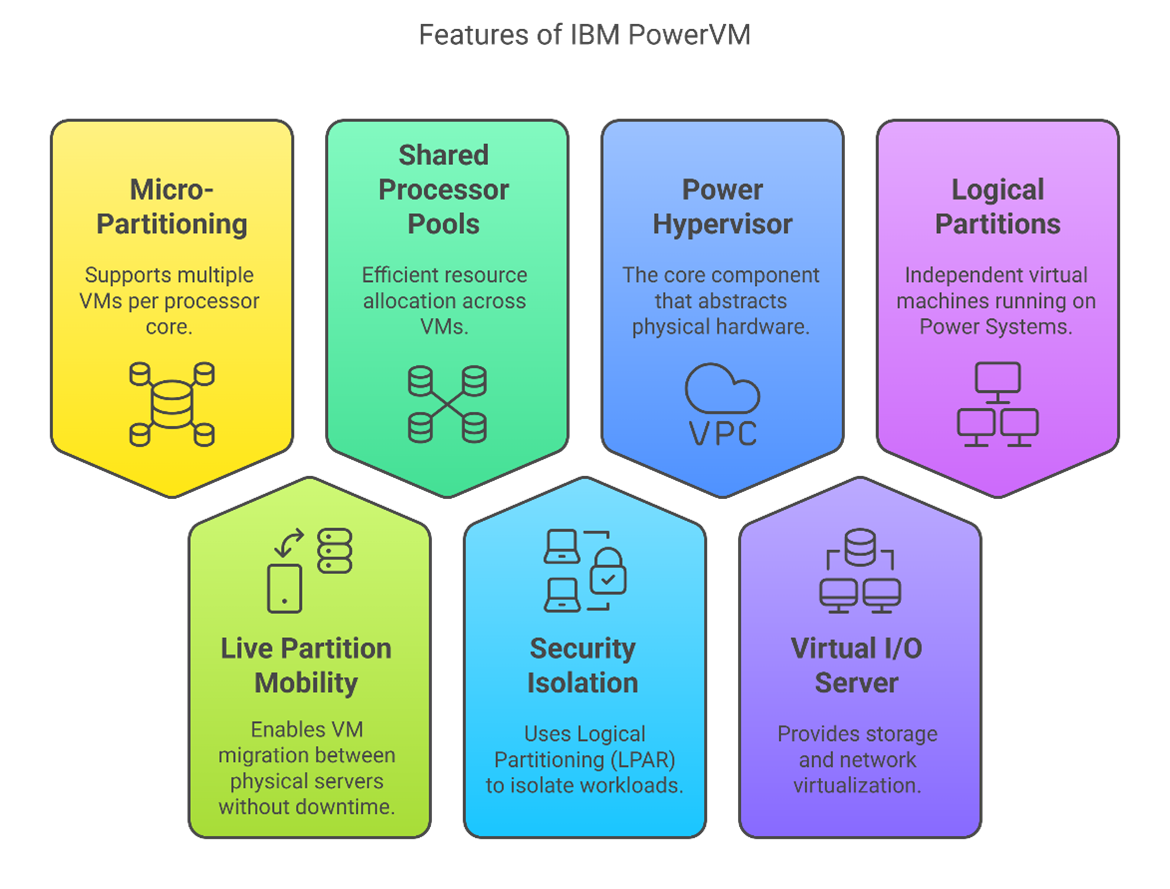 Features of IBM PowerVM
Micro-
Partitioning
Supports multiple
VMs per processor
core.
Shared
Processor
Pools
Efficient resource
allocation across
VMs.
Power
Hypervisor
The core component
that abstracts
physical hardware.
VPC
Logical
Partitions
Independent virtual
machines running on
Power Systems.
Live Partition
Mobility
Enables VM
migration between
physical servers
without downtime.
Security
Isolation
Uses Logical
Partitioning (LPAR)
to isolate workloads.
Virtual I/O
Server
Provides storage
and network
virtualization.